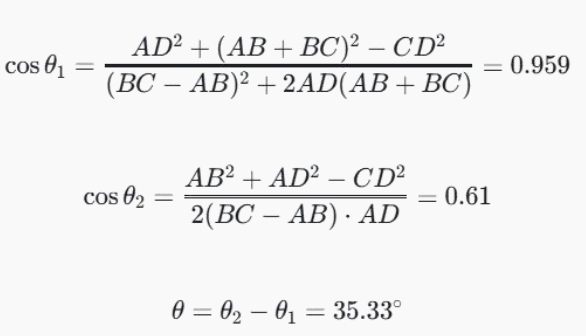 cos θ₁ = (AD² + (AB + BC)² − CD²) / ((BC − AB)² + 2AD(AB + BC)) = 0.959
cos θ₂ = (AB² + AD² − CD²) / (2(BC − AB) · AD) = 0.61
θ = θ₂ − θ₁ = 35.33°